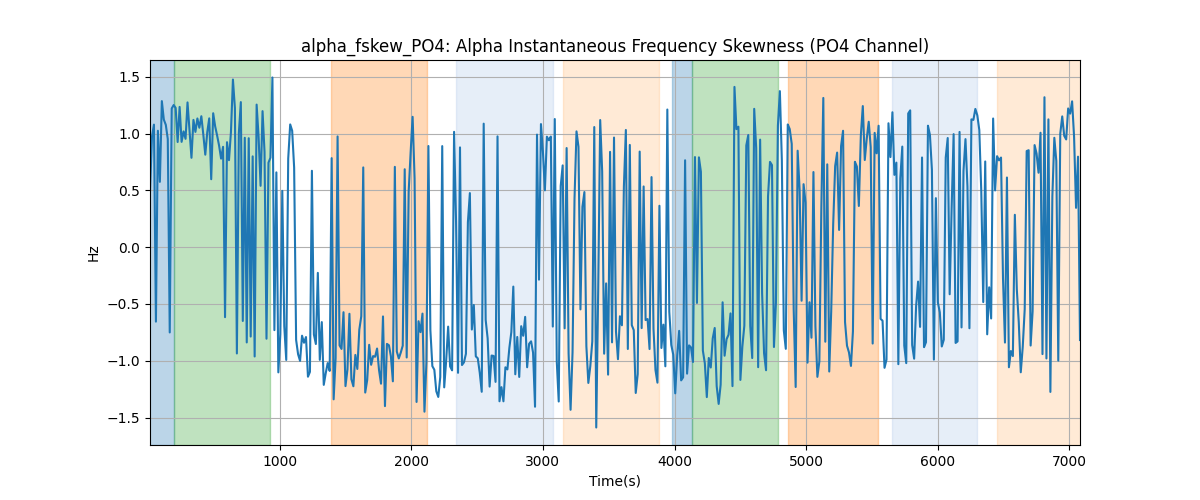 alpha_fskew_PO4: Alpha Instantaneous Frequency Skewness (PO4 Channel)
1.5
1.0
0.5
0.0
−0.5
−1.0
−1.5
Hz
1000 2000 3000 4000 5000 6000 7000
Time(s)